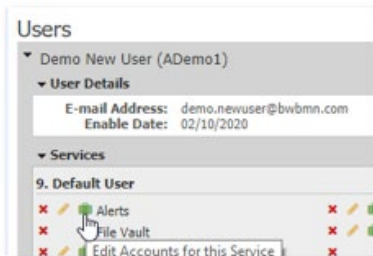 Users
Demo New User (ADemo1)
User Details
E-mail Address: demo.newuser@bwbmn.com
Enable Date: 02/10/2020
Services
9. Default User
Alerts
File Vault
Edit Accounts for this Service